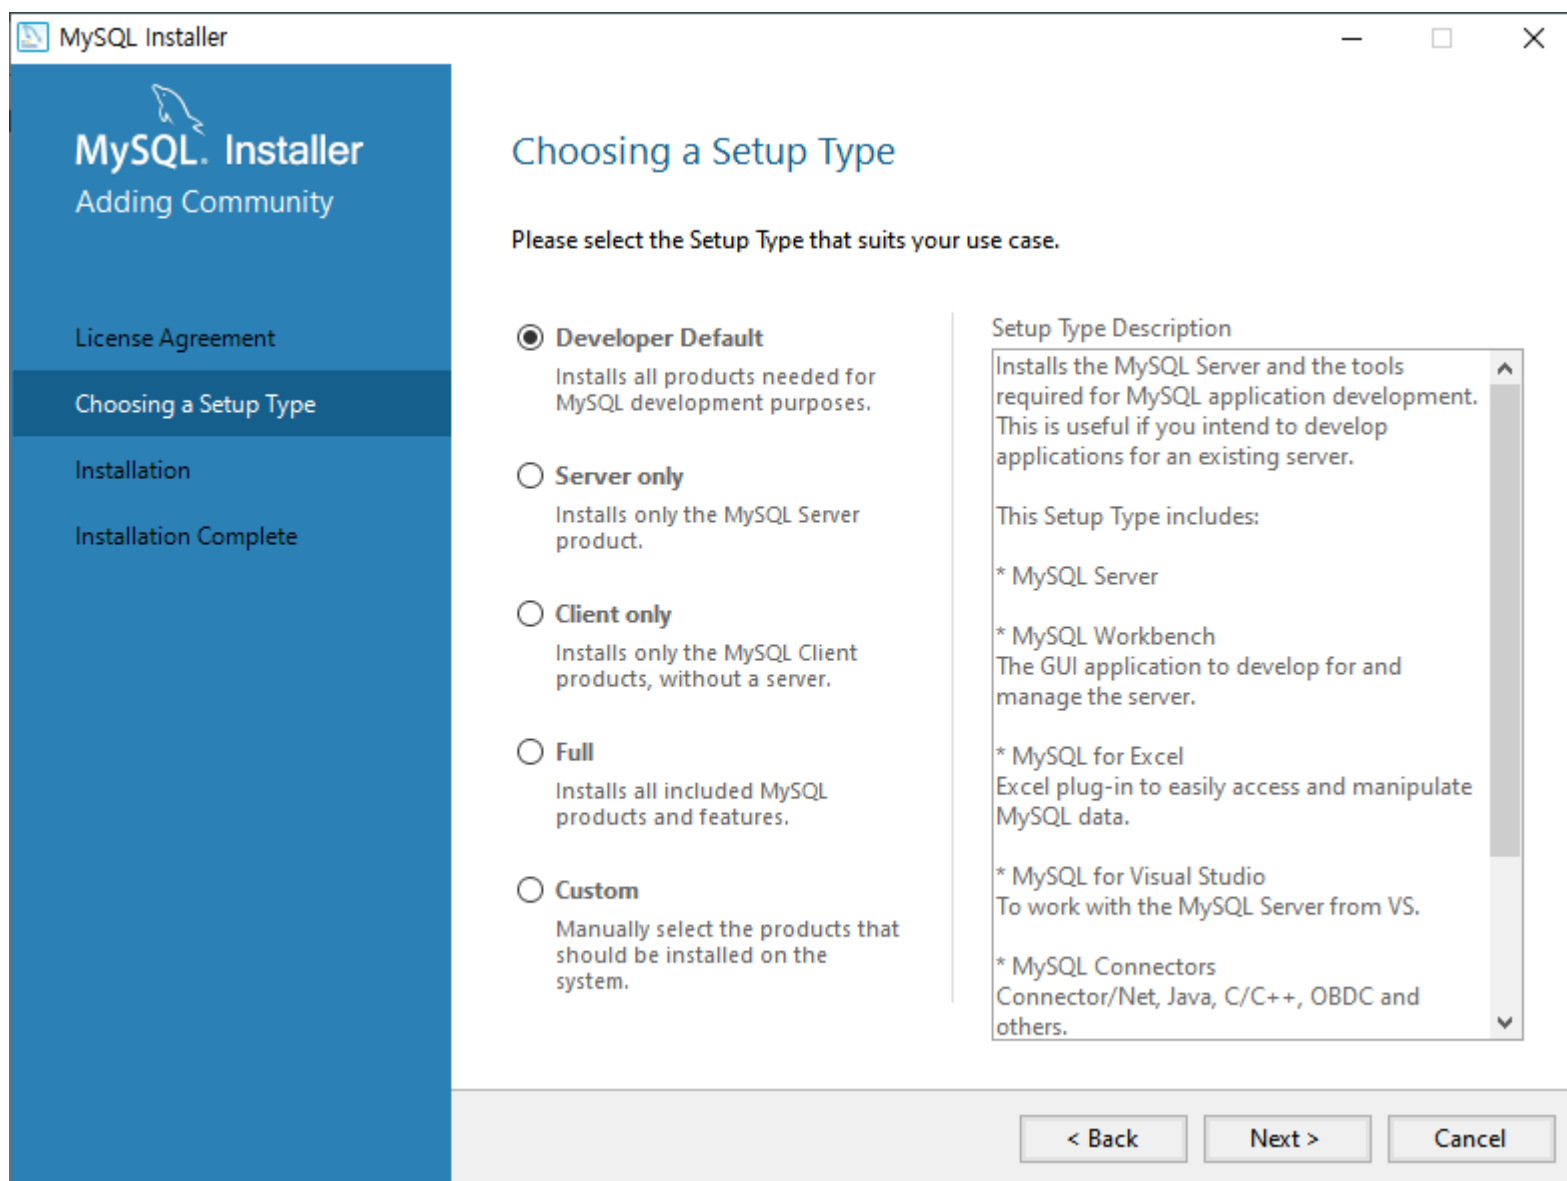 MySQL Installer
MySQL. Installer
Adding Community
License Agreement
Choosing a Setup Type
Installation
Installation Complete
Choosing a Setup Type
Please select the Setup Type that suits your use case.
Developer Default
Installs all products needed for
MySQL development purposes.
Server only
Installs only the MySQL Server
product.
Client only
Installs only the MySQL Client
products, without a server.
Full
Installs all included MySQL
products and features.
Custom
Manually select the products that
should be installed on the
system.
Setup Type Description
Installs the MySQL Server and the tools
required for MySQL application development.
This is useful if you intend to develop
applications for an existing server.
This Setup Type includes:
* MySQL Server
* MySQL Workbench
The GUI application to develop for and
manage the server.
* MySQL for Excel
Excel plug-in to easily access and manipulate
MySQL data.
* MySQL for Visual Studio
To work with the MySQL Server from VS.
* MySQL Connectors
Connector/Net, Java, C/C++, OBDC and
others.
< Back
Next >
Cancel